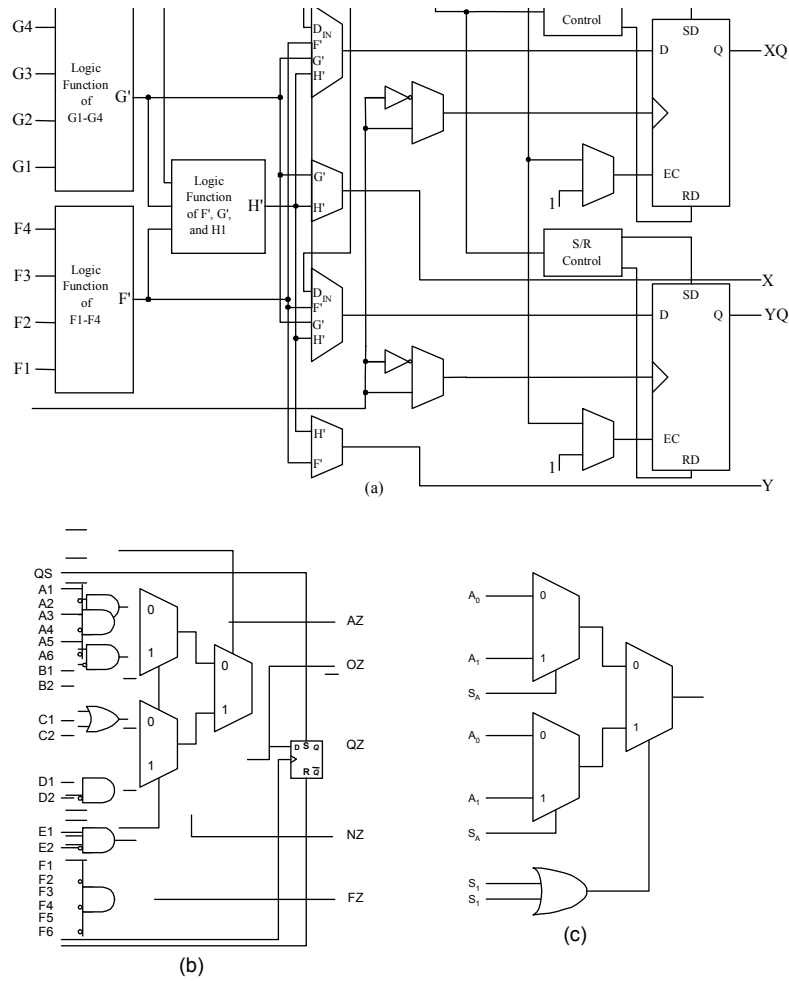 G4
G3
G2
G1
Logic
Function
of
G1-G4
G'
F4
F3
F2
F1
Logic
Function
of
F1-F4
F'
Logic
Function
of F', G',
and H1
H'
DIN
F'
G'
H'
G'
H'
DIN
F'
G'
H'
H'
F'
Control
S/R
Control
1
1
SD
D Q
EC
RD
XQ
X
SD
D Q
EC
RD
YQ
Y
(a)
QS
A1
A2
A3
A4
A5
A6
B1
B2
C1
C2
D1
D2
E1
E2
F1
F2
F3
F4
F5
F6
0
1
0
1
0
1
D S Q
R Q
AZ
OZ
QZ
NZ
FZ
(b)
A0
A1
SA
A0
A1
SA
S1
S1
0
1
0
1
0
1
(c)